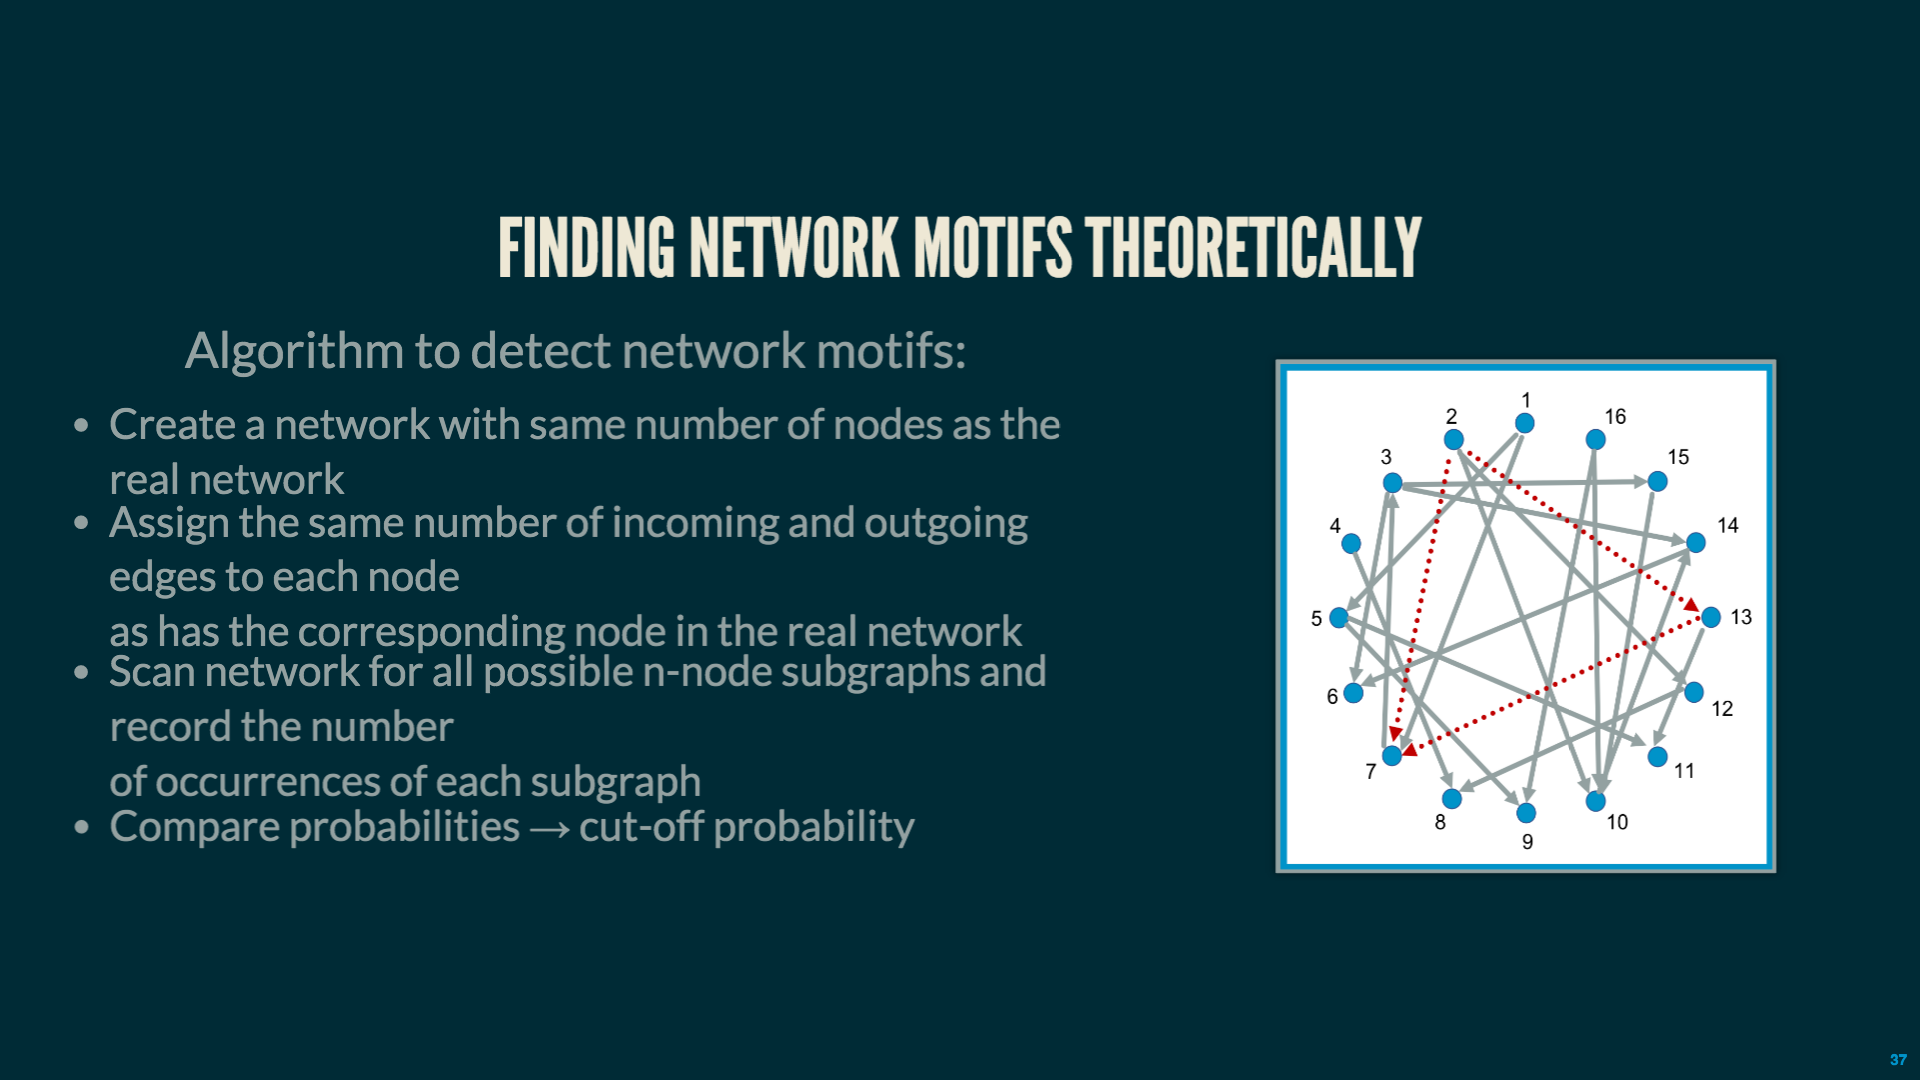 FINDING NETWORK MOTIFS THEORETICALLY
Algorithm to detect network motifs:
• Create a network with same number of nodes as the
real network
• Assign the same number of incoming and outgoing
edges to each node
as has the corresponding node in the real network
• Scan network for all possible n-node subgraphs and
record the number
of occurrences of each subgraph
• Compare probabilities → cut-off probability
1
2
16
3
15
4
14
5
13
6
12
7
11
8
10
9
37